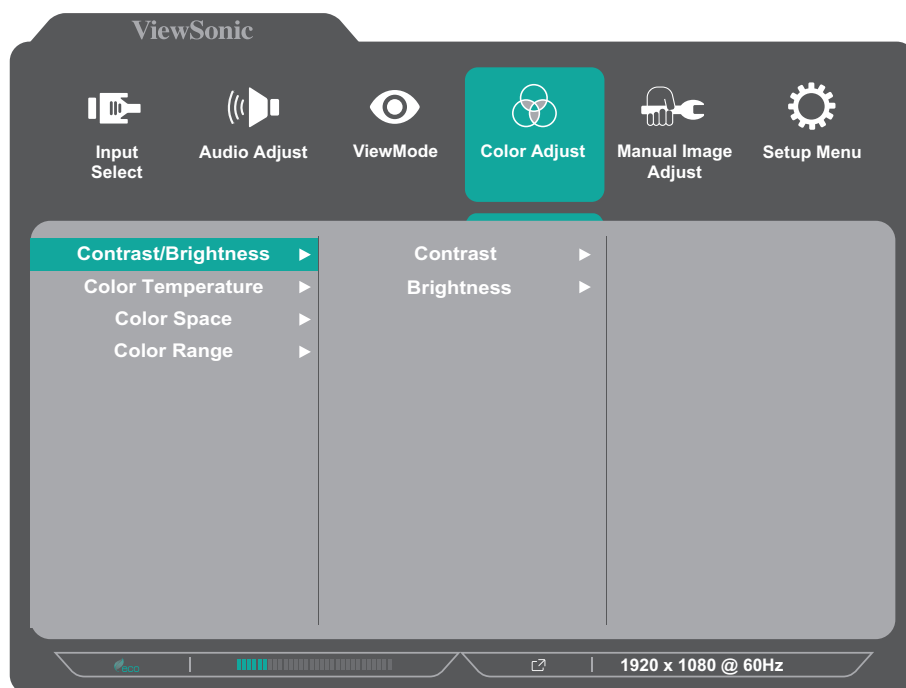 ViewSonic
Input Select
Audio Adjust
ViewMode
Color Adjust
Manual Image Adjust
Setup Menu
Contrast/Brightness
Color Temperature
Color Space
Color Range
Contrast
Brightness
eco
1920 x 1080 @ 60Hz